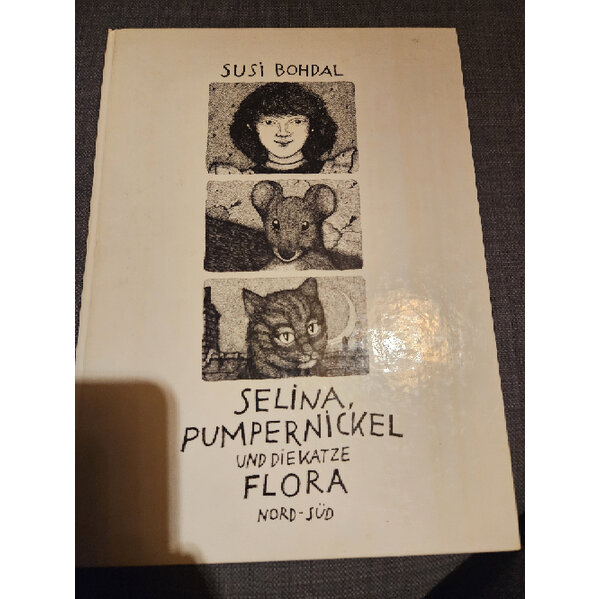 SUSI BOHDAL
SELINA,
PUMPERNICKEL
UND DIE KATZE
FLORA
NORD-SÜD